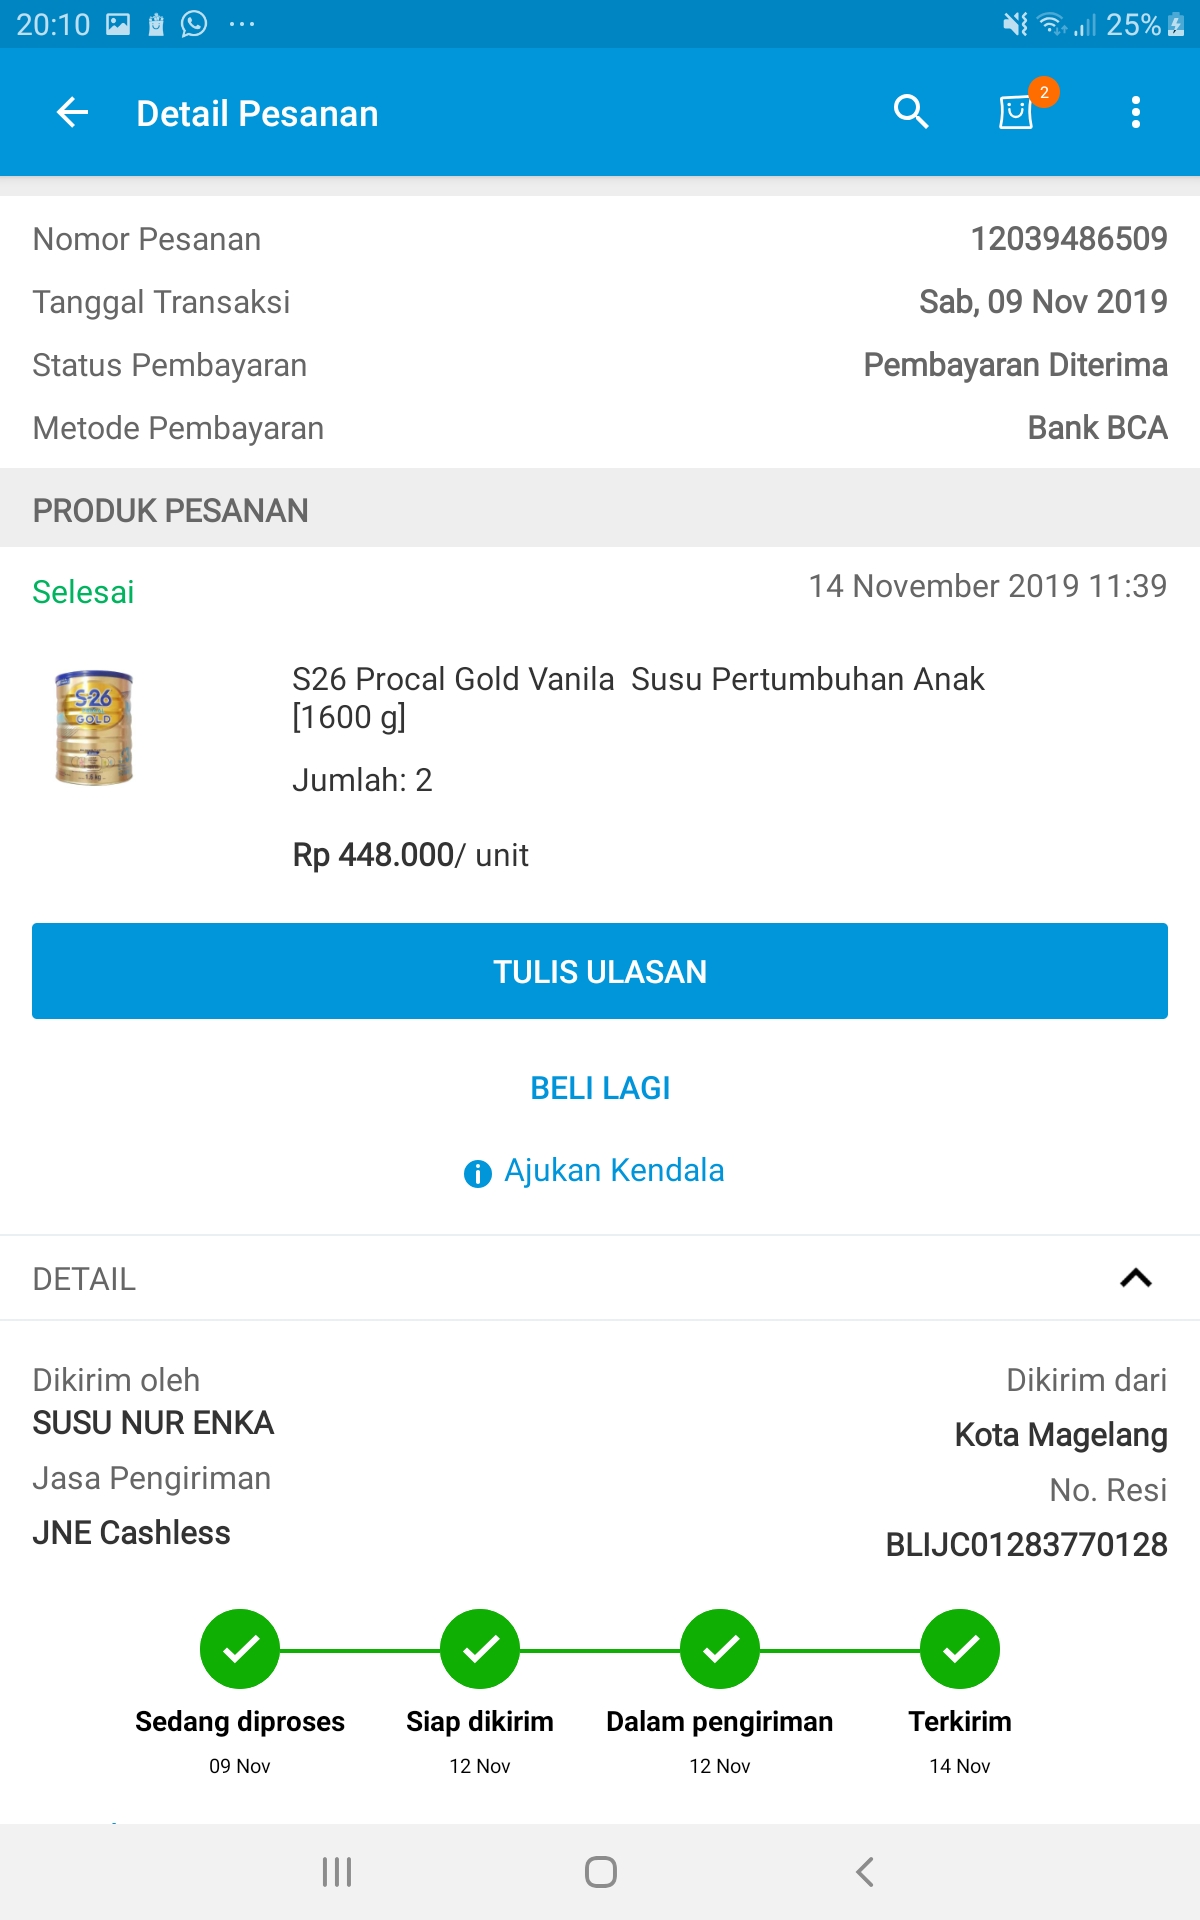 20:10
25%
Detail Pesanan
2
Nomor Pesanan 12039486509
Tanggal Transaksi Sab, 09 Nov 2019
Status Pembayaran Pembayaran Diterima
Metode Pembayaran Bank BCA
PRODUK PESANAN
Selesai 14 November 2019 11:39
S-26
GOLD
S26 Procal Gold Vanila  Susu Pertumbuhan Anak
[1600 g]
Jumlah: 2
Rp 448.000/ unit
TULIS ULASAN
BELI LAGI
Ajukan Kendala
DETAIL
Dikirim oleh
SUSU NUR ENKA
Jasa Pengiriman
JNE Cashless
Dikirim dari
Kota Magelang
No. Resi
BLIJC01283770128
Sedang diproses Siap dikirim Dalam pengiriman Terkirim
09 Nov 12 Nov 12 Nov 14 Nov